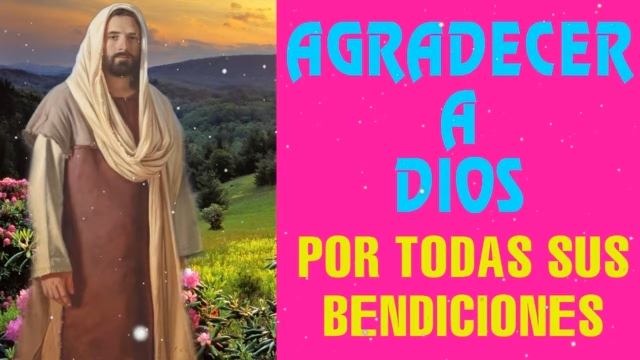 AGRADECER
A
DIOS
POR TODAS SUS
BENDICIONES